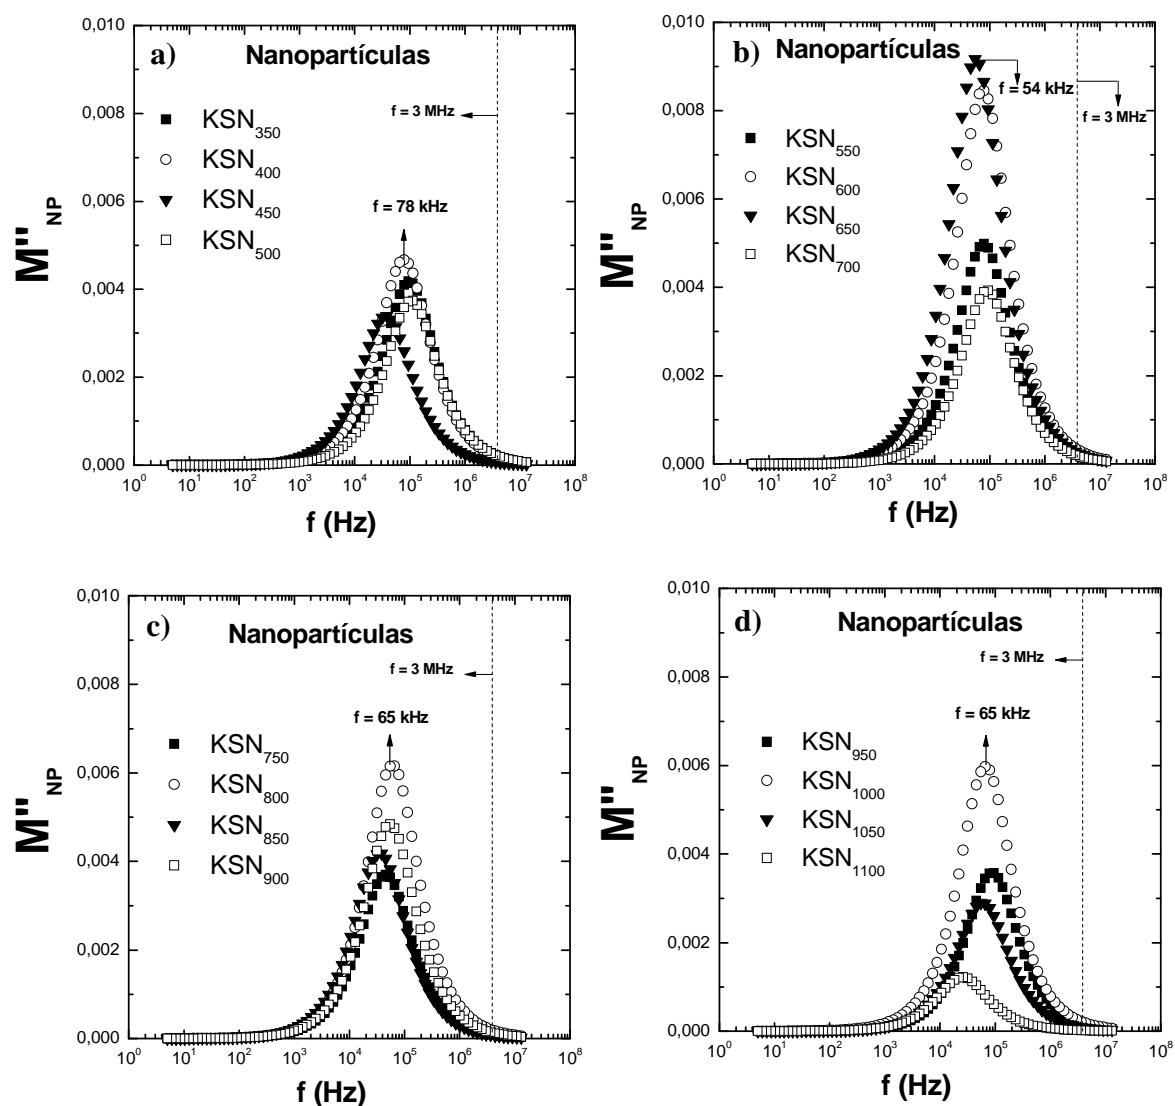 a)
Nanopartículas
f = 3 MHz
KSN350
KSN400
KSN450
KSN500
f = 78 kHz
M''NP
0,010
0,008
0,006
0,004
0,002
0,000
10^0 10^1 10^2 10^3 10^4 10^5 10^6 10^7 10^8
f (Hz)
b)
Nanopartículas
f = 54 kHz
f = 3 MHz
KSN550
KSN600
KSN650
KSN700
M''NP
0,010
0,008
0,006
0,004
0,002
0,000
10^0 10^1 10^2 10^3 10^4 10^5 10^6 10^7 10^8
f (Hz)
c)
Nanopartículas
f = 3 MHz
f = 65 kHz
KSN750
KSN800
KSN850
KSN900
M''NP
0,010
0,008
0,006
0,004
0,002
0,000
10^0 10^1 10^2 10^3 10^4 10^5 10^6 10^7 10^8
f (Hz)
d)
Nanopartículas
f = 3 MHz
f = 65 kHz
KSN950
KSN1000
KSN1050
KSN1100
M''NP
0,010
0,008
0,006
0,004
0,002
0,000
10^0 10^1 10^2 10^3 10^4 10^5 10^6 10^7 10^8
f (Hz)